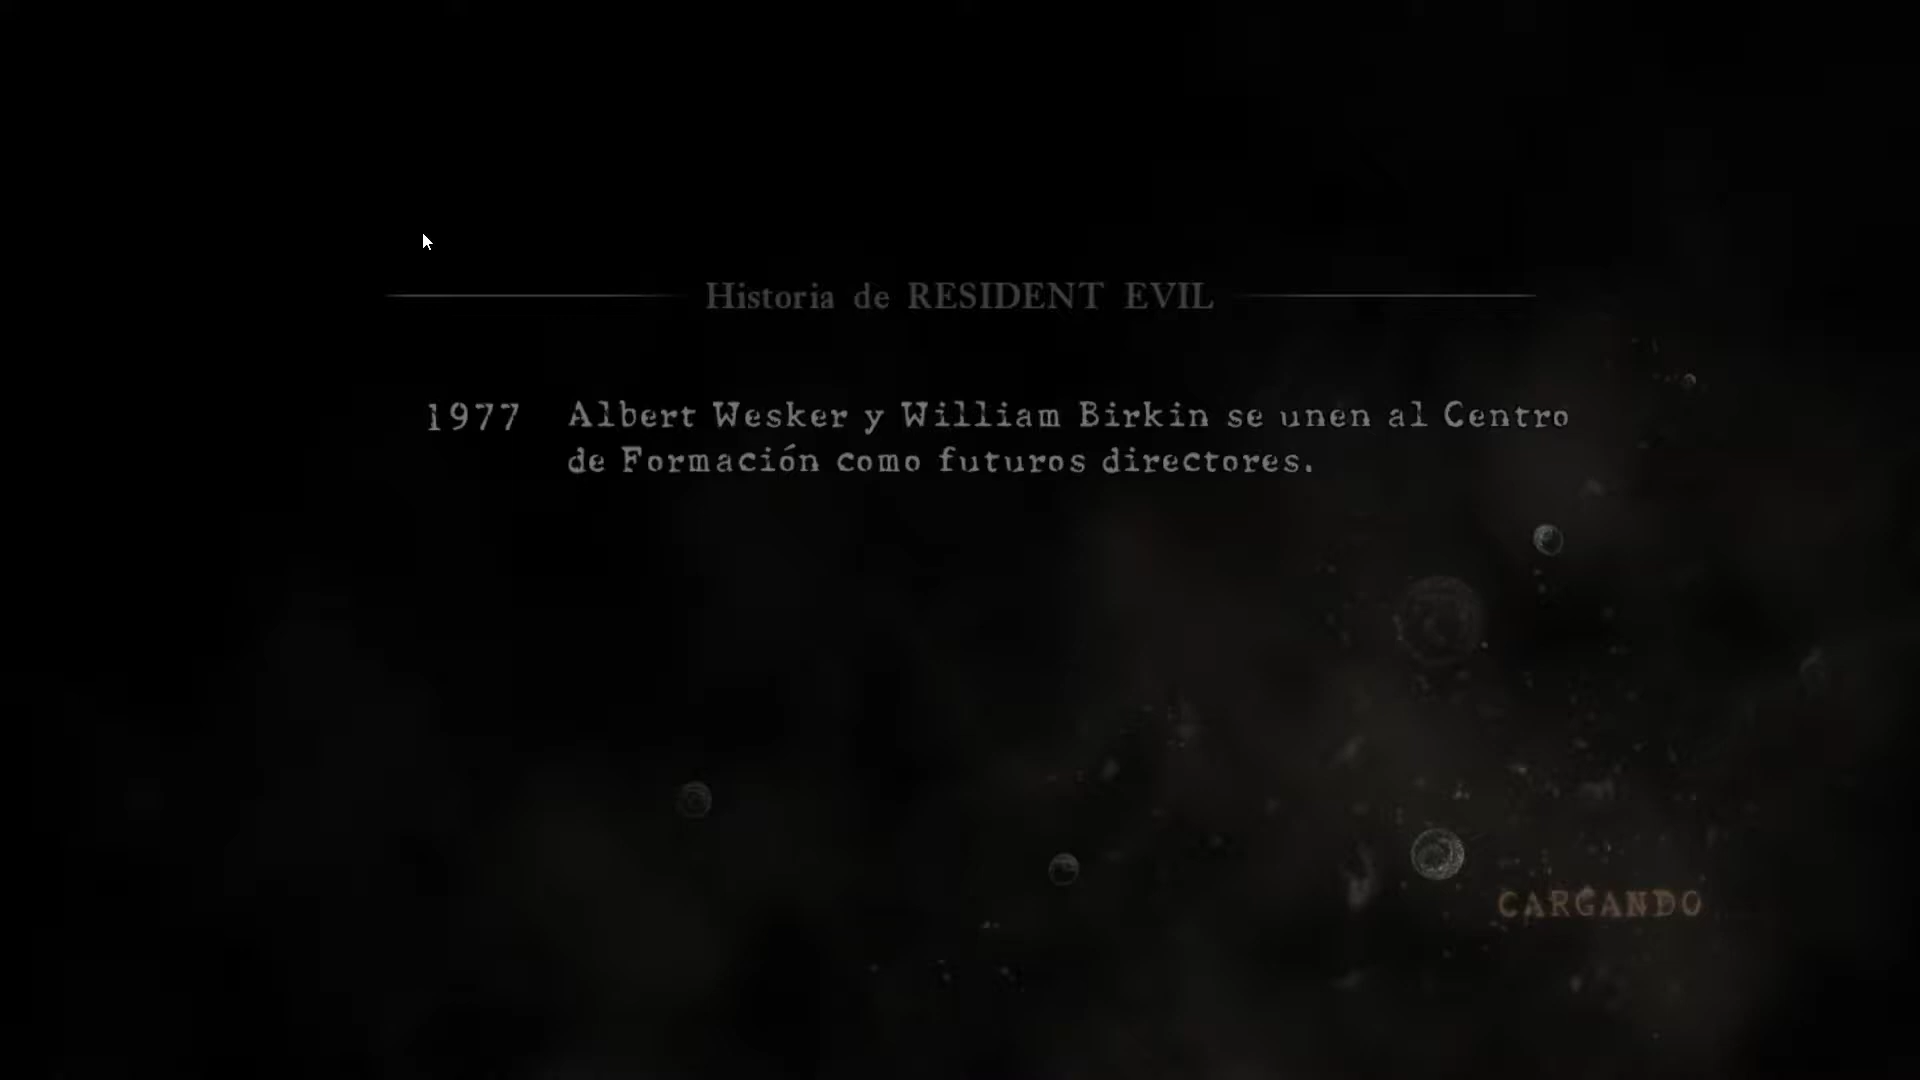 Historia de RESIDENT EVIL
1977 Albert Wesker y William Birkin se unen al Centro
de Formación como futuros directores.
CARGANDO